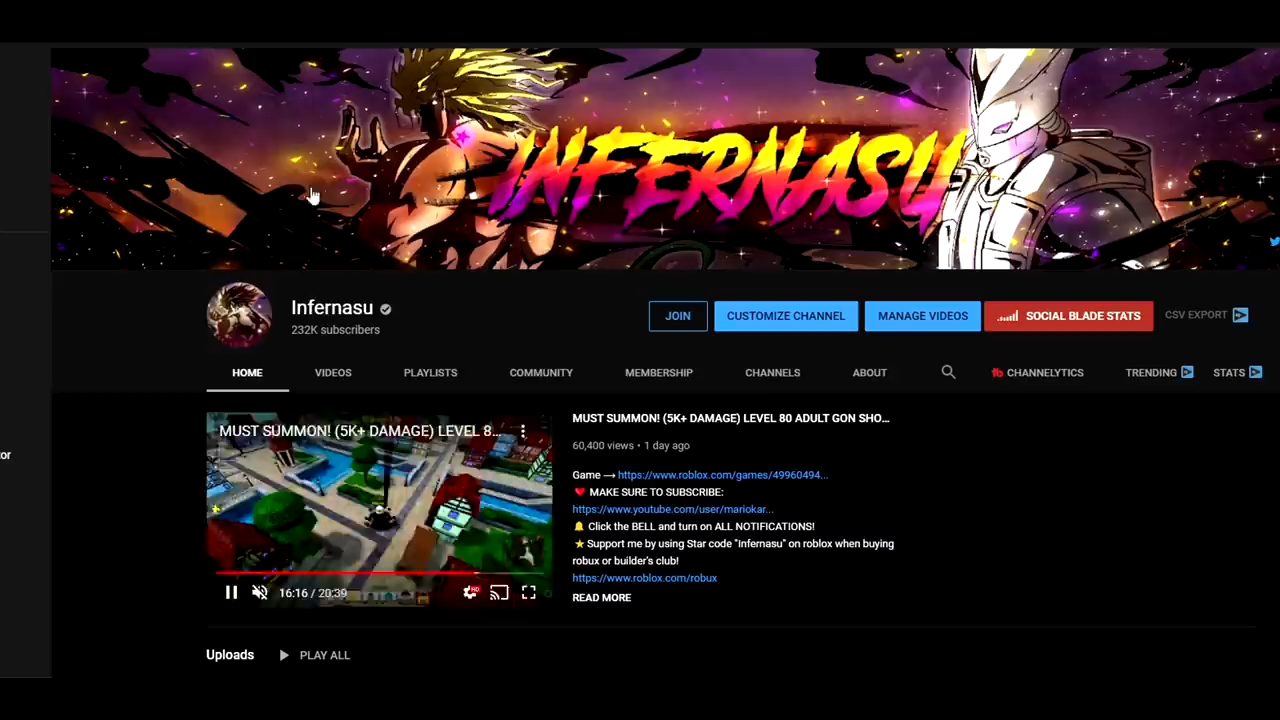 INFERNASU
Infernasu
232K subscribers
JOIN
CUSTOMIZE CHANNEL
MANAGE VIDEOS
SOCIAL BLADE STATS
CSV EXPORT
HOME
VIDEOS
PLAYLISTS
COMMUNITY
MEMBERSHIP
CHANNELS
ABOUT
CHANNELYTICS
TRENDING
STATS
MUST SUMMON! (5K+ DAMAGE) LEVEL 8...
16:16 / 20:39
MUST SUMMON! (5K+ DAMAGE) LEVEL 80 ADULT GON SHO...
60,400 views • 1 day ago
Game → https://www.roblox.com/games/49960494...
MAKE SURE TO SUBSCRIBE:
https://www.youtube.com/user/mariokar...
Click the BELL and turn on ALL NOTIFICATIONS!
Support me by using Star code "Infernasu" on roblox when buying
robux or builder's club!
https://www.roblox.com/robux
READ MORE
tor
Uploads
PLAY ALL